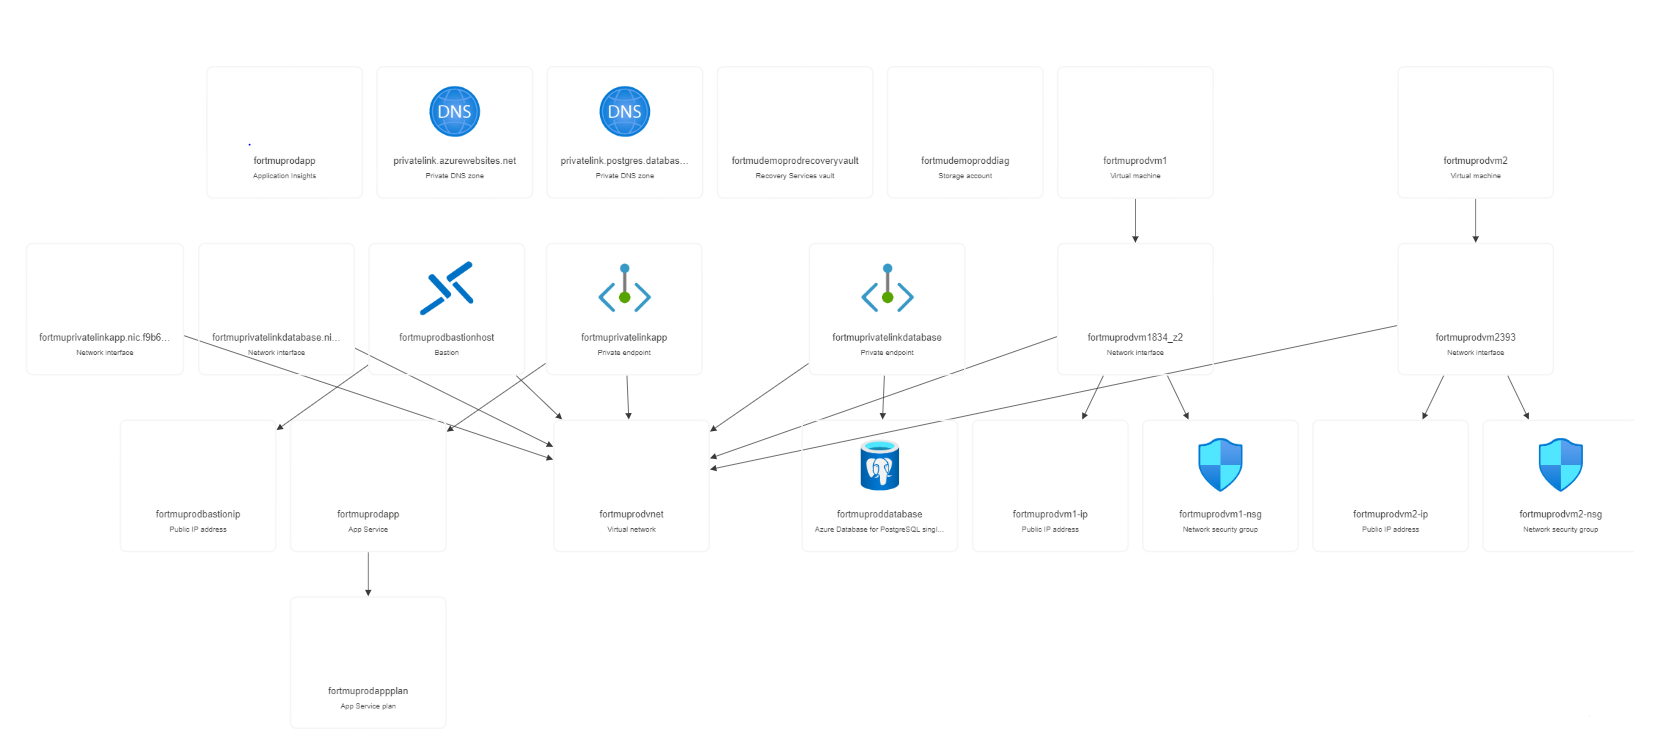 DNS
DNS
fortmuprodapp
Application Insights
privatelink.azurewebsites.net
Private DNS zone
privatelink.postgres.databas...
Private DNS zone
fortmudemoprodrecoveryvault
Recovery Services vault
fortmudemoproddiag
Storage account
fortmuprodvm1
Virtual machine
fortmuprodvm2
Virtual machine
fortmuprivatelinkapp.nic.f9b6...
Network interface
fortmuprivatelinkdatabase.ni...
Network interface
fortmuprodbastionhost
Bastion
fortmuprivatelinkapp
Private endpoint
fortmuprivatelinkdatabase
Private endpoint
fortmuprodvm1834_z2
Network interface
fortmuprodvm2393
Network interface
fortmuprodbastionip
Public IP address
fortmuprodapp
App Service
fortmuprodvnet
Virtual network
fortmuproddatabase
Azure Database for PostgreSQL singl...
fortmuprodvm1-ip
Public IP address
fortmuprodvm1-nsg
Network security group
fortmuprodvm2-ip
Public IP address
fortmuprodvm2-nsg
Network security group
fortmuprodappplan
App Service plan